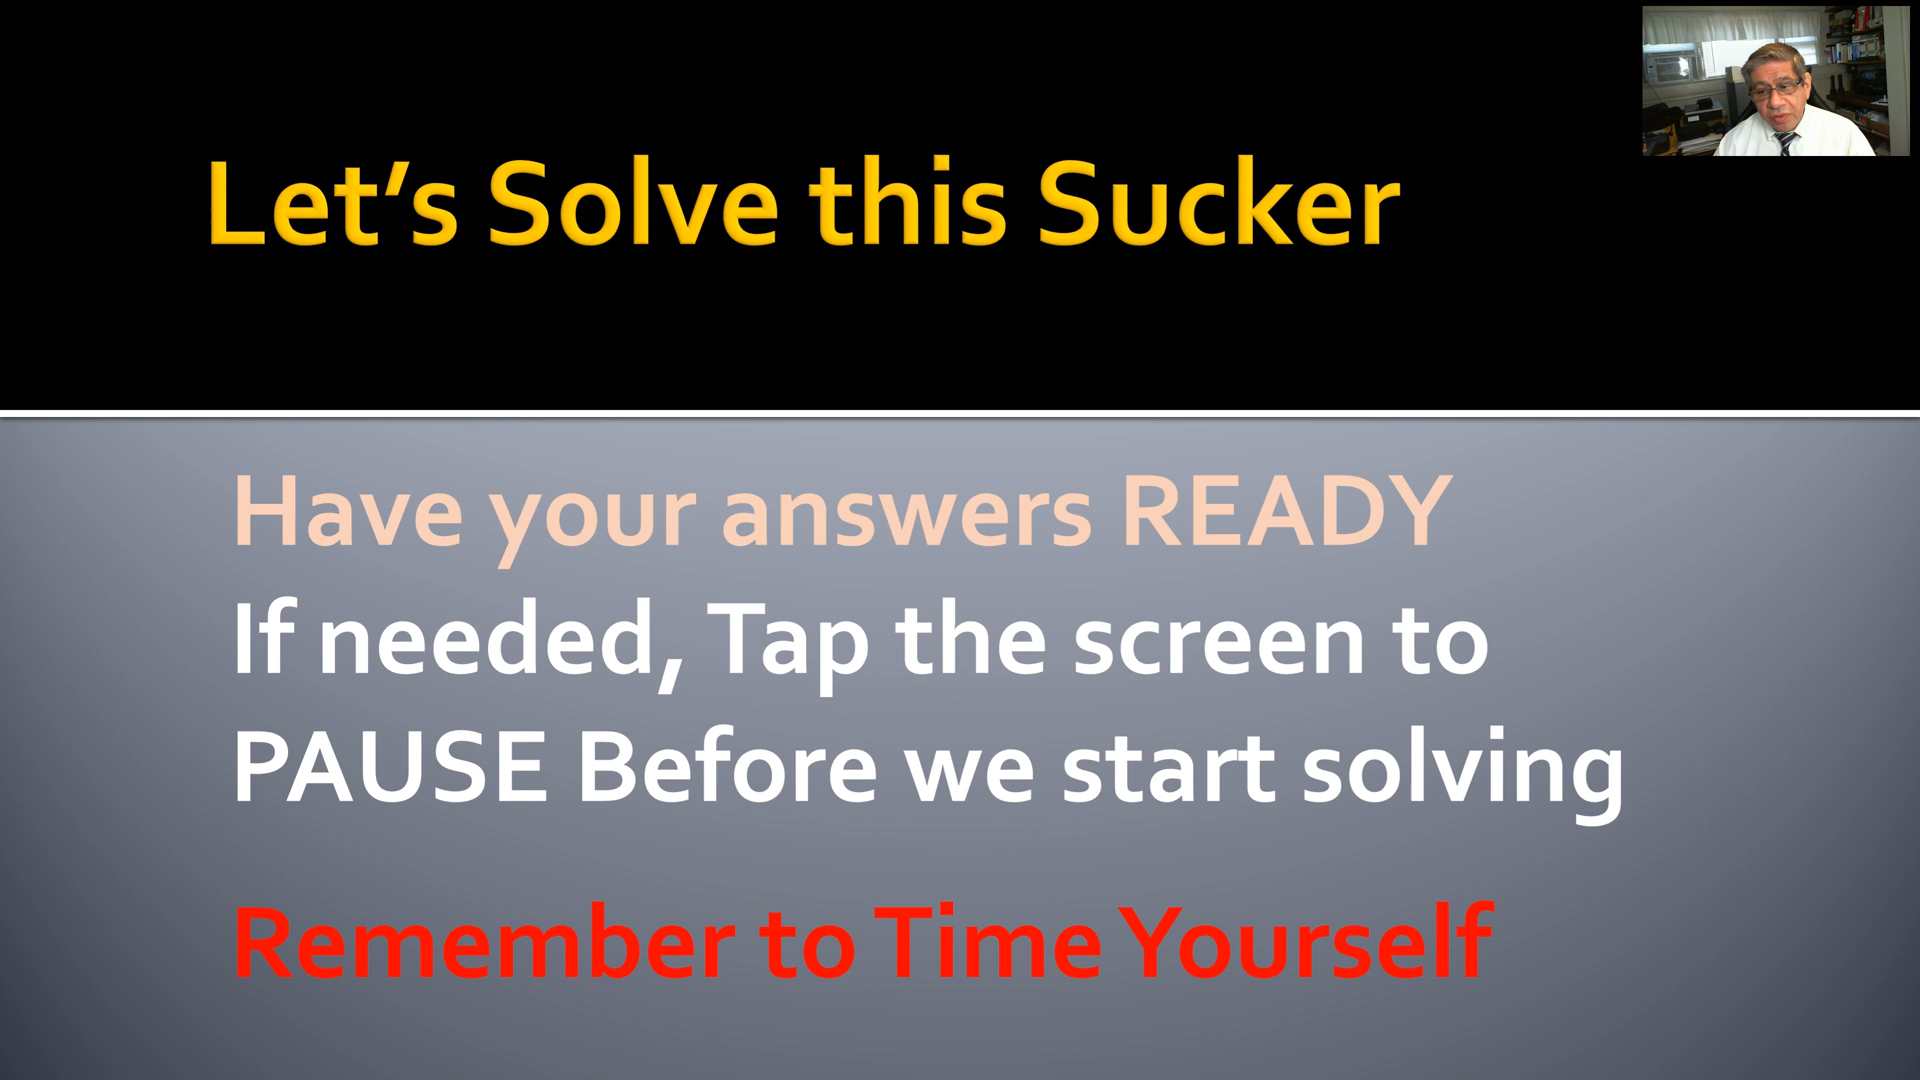 Let’s Solve this Sucker
Have your answers READY
If needed, Tap the screen to
PAUSE Before we start solving
Remember to Time Yourself